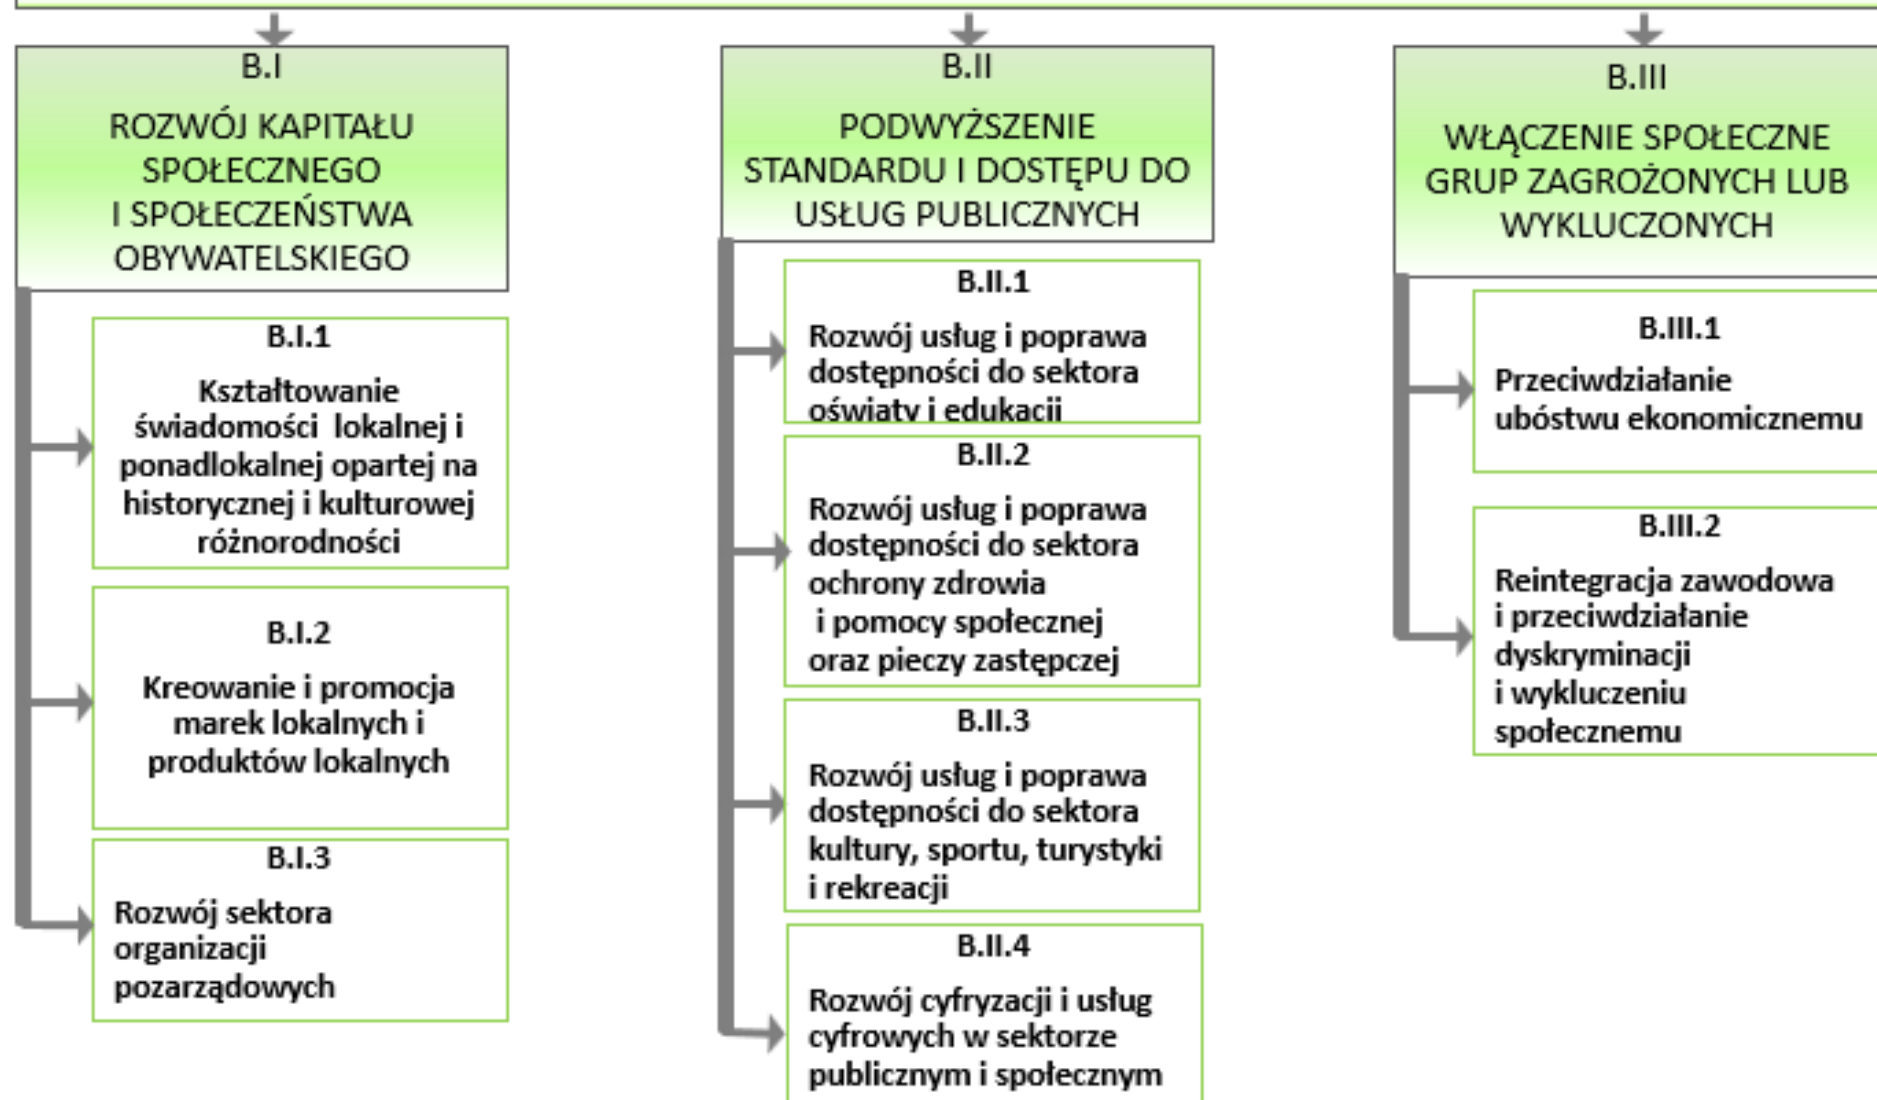 B.I
ROZWÓJ KAPITAŁU
SPOŁECZNEGO
I SPOŁECZEŃSTWA
OBYWATELSKIEGO
B.I.1
Kształtowanie
świadomości lokalnej i
ponadlokalnej opartej na
historycznej i kulturowej
różnorodności
B.I.2
Kreowanie i promocja
marek lokalnych i
produktów lokalnych
B.I.3
Rozwój sektora
organizacji
pozarządowych
B.II
PODWYŻSZENIE
STANDARDU I DOSTĘPU DO
USŁUG PUBLICZNYCH
B.II.1
Rozwój usług i poprawa
dostępności do sektora
oświaty i edukacji
B.II.2
Rozwój usług i poprawa
dostępności do sektora
ochrony zdrowia
i pomocy społecznej
oraz pieczy zastępczej
B.II.3
Rozwój usług i poprawa
dostępności do sektora
kultury, sportu, turystyki
i rekreacji
B.II.4
Rozwój cyfryzacji i usług
cyfrowych w sektorze
publicznym i społecznym
B.III
WŁĄCZENIE SPOŁECZNE
GRUP ZAGROŻONYCH LUB
WYKLUCZONYCH
B.III.1
Przeciwdziałanie
ubóstwu ekonomicznemu
B.III.2
Reintegracja zawodowa
i przeciwdziałanie
dyskryminacji
i wykluczeniu
społecznemu